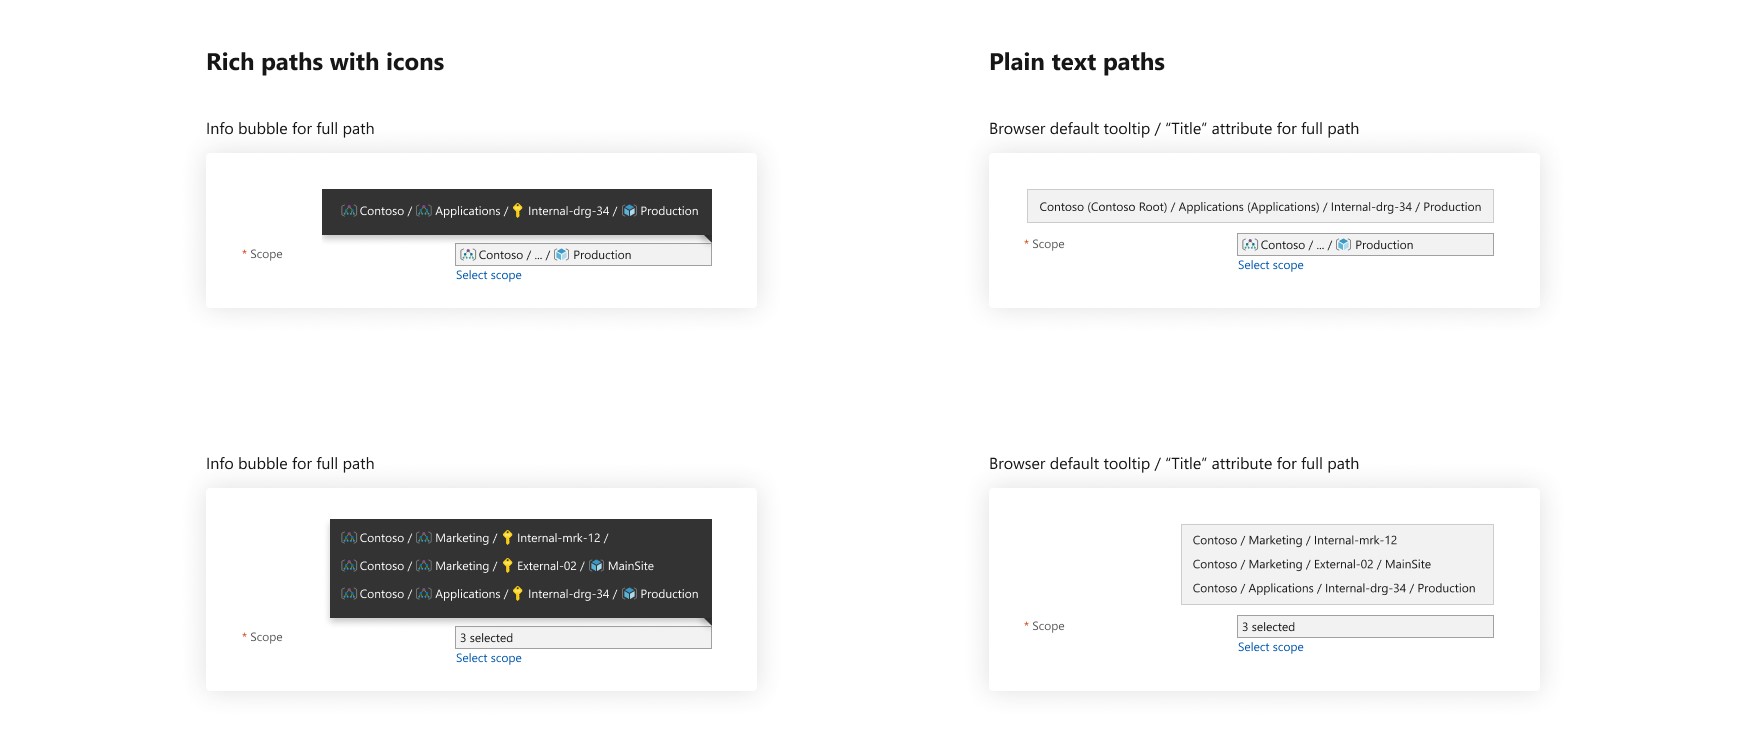 Rich paths with icons
Info bubble for full path
Contoso / Applications / Internal-drg-34 / Production
* Scope
Contoso / ... / Production
Select scope
Info bubble for full path
Contoso / Marketing / Internal-mrk-12 /
Contoso / Marketing / External-02 / MainSite
Contoso / Applications / Internal-drg-34 / Production
* Scope
3 selected
Select scope
Plain text paths
Browser default tooltip / “Title” attribute for full path
Contoso (Contoso Root) / Applications (Applications) / Internal-drg-34 / Production
* Scope
Contoso / ... / Production
Select scope
Browser default tooltip / “Title” attribute for full path
Contoso / Marketing / Internal-mrk-12
Contoso / Marketing / External-02 / MainSite
Contoso / Applications / Internal-drg-34 / Production
* Scope
3 selected
Select scope